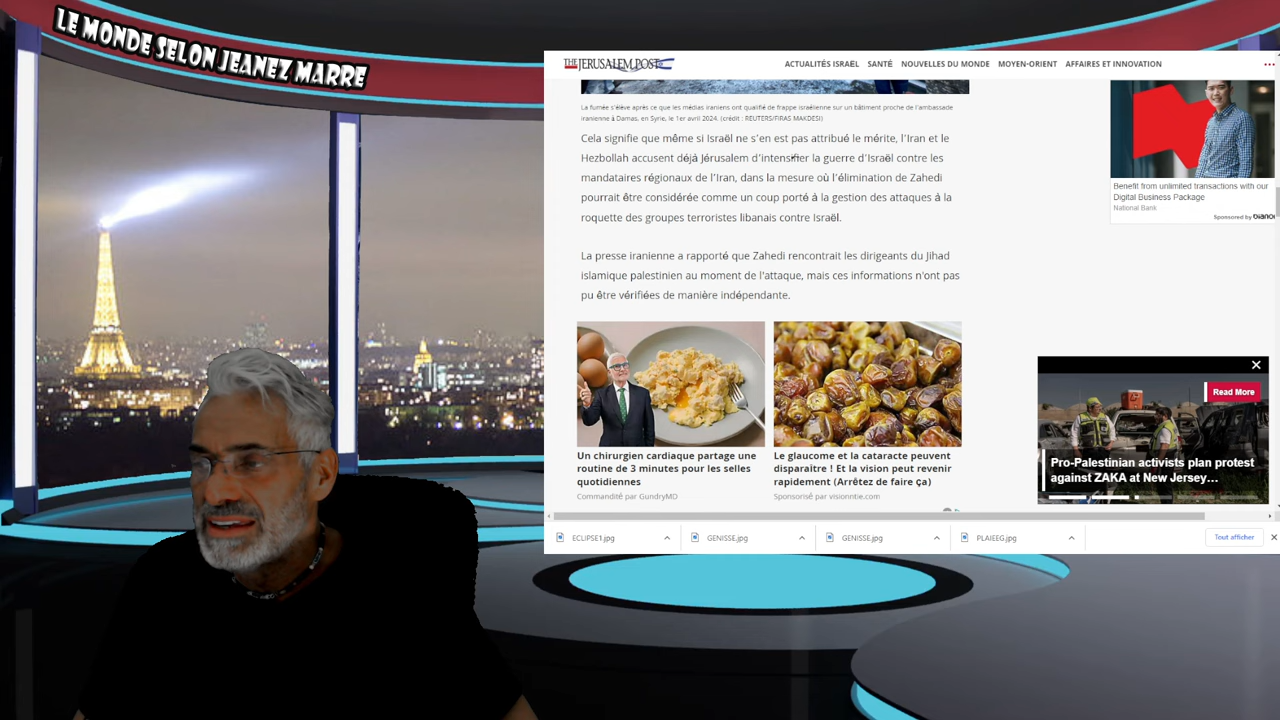 LE MONDE SELON JEANEZ MARRE
THE JERUSALEM POST
ACTUALITÉS ISRAËL SANTÉ NOUVELLES DU MONDE MOYEN-ORIENT AFFAIRES ET INNOVATION
La fumée s'élève après ce que les médias iraniens ont qualifié de frappe israélienne sur un bâtiment proche de l'ambassade
iranienne à Damas, en Syrie, le 1er avril 2024. (crédit : REUTERS/FIRAS MAKDESI)
Cela signifie que même si Israël ne s'en est pas attribué le mérite, l'Iran et le
Hezbollah accusent déjà Jérusalem d'intensifier la guerre d'Israël contre les
mandataires régionaux de l'Iran, dans la mesure où l'élimination de Zahedi
pourrait être considérée comme un coup porté à la gestion des attaques à la
roquette des groupes terroristes libanais contre Israël.
La presse iranienne a rapporté que Zahedi rencontrait les dirigeants du Jihad
islamique palestinien au moment de l'attaque, mais ces informations n'ont pas
pu être vérifiées de manière indépendante.
Un chirurgien cardiaque partage une
routine de 3 minutes pour les selles
quotidiennes
Commandité par GundryMD
Le glaucome et la cataracte peuvent
disparaître ! Et la vision peut revenir
rapidement (Arrêtez de faire ça)
Sponsorisé par visionntie.com
Benefit from unlimited transactions with our
Digital Business Package
National Bank
Sponsored by
Read More
Pro-Palestinian activists plan protest
against ZAKA at New Jersey...
ECLIPSE1.jpg
GENISSE.jpg
GENISSE.jpg
PLAIEEG.jpg
Tout afficher